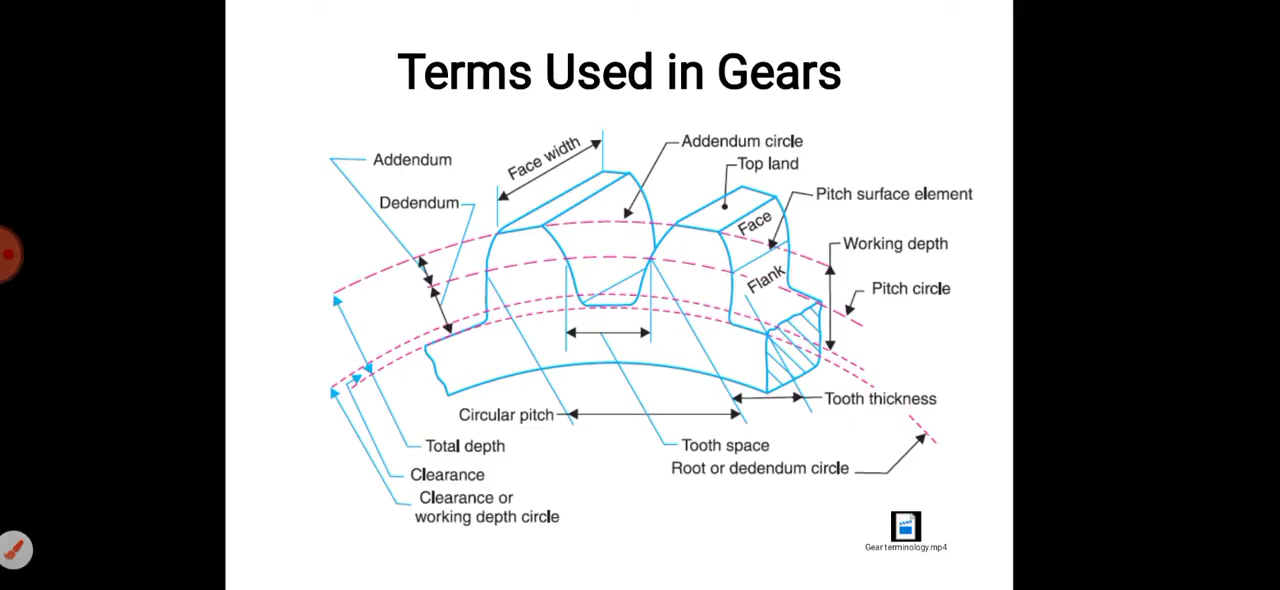 Terms Used in Gears
Addendum
Face width
Addendum circle
Top land
Dedendum
Pitch surface element
Face
Working depth
Flank
Pitch circle
Circular pitch
Tooth thickness
Total depth
Tooth space
Clearance
Root or dedendum circle
Clearance or
working depth circle
Gear terminology.mp4